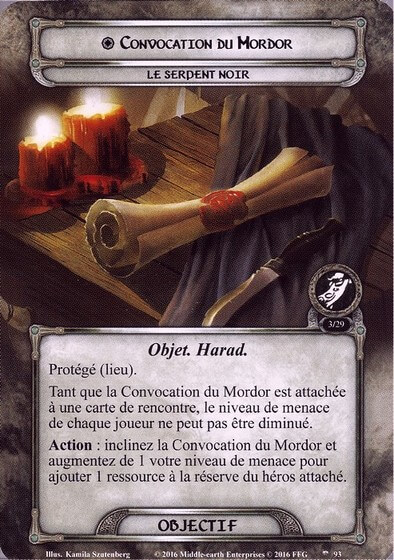 Convocation du Mordor
LE SERPENT NOIR
3/29
Objet. Harad.
Protégé (lieu).
Tant que la Convocation du Mordor est attachée
à une carte de rencontre, le niveau de menace
de chaque joueur ne peut pas être diminué.
Action : inclinez la Convocation du Mordor et
augmentez de 1 votre niveau de menace pour
ajouter 1 ressource à la réserve du héros attaché.
OBJECTIF
Illus. Kamila Szutenberg © 2016 Middle-earth Enterprises © 2016 FFG 93